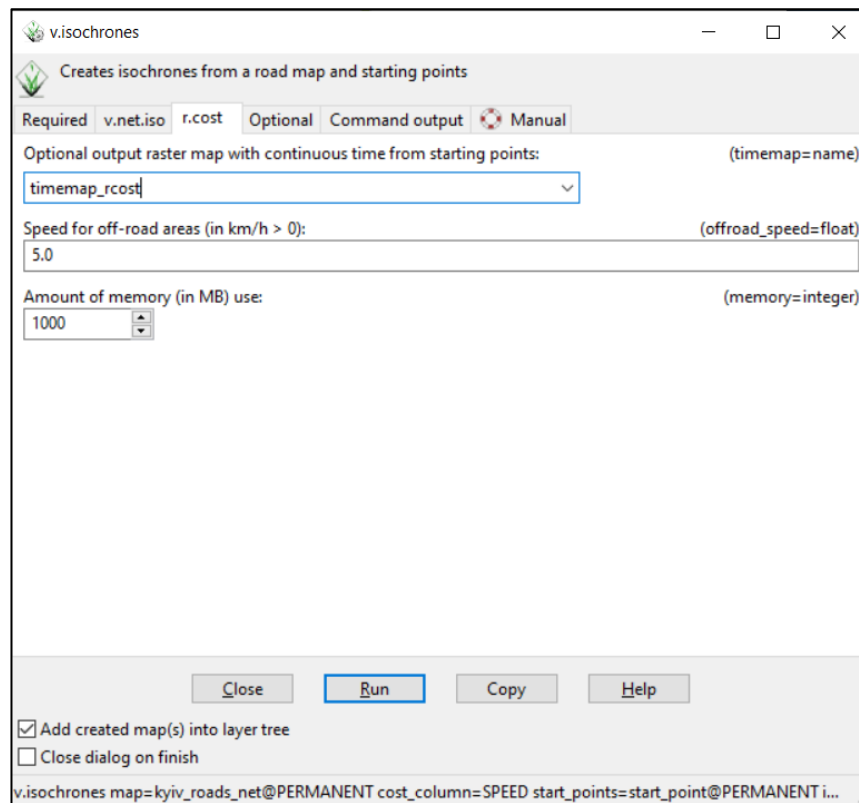 v.isochrones
Creates isochrones from a road map and starting points
Required v.net.iso r.cost Optional Command output Manual
Optional output raster map with continuous time from starting points: (timemap=name)
timemap_rcost
Speed for off-road areas (in km/h > 0): (offroad_speed=float)
5.0
Amount of memory (in MB) use: (memory=integer)
1000
Close Run Copy Help
Add created map(s) into layer tree
Close dialog on finish
v.isochrones map=kyiv_roads_net@PERMANENT cost_column=SPEED start_points=start_point@PERMANENT i...